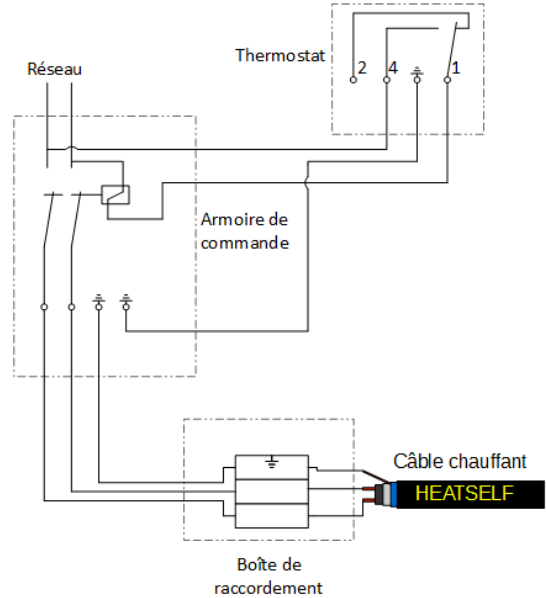 Thermostat
Réseau
2 4 1
Armoire de
commande
Câble chauffant
HEATSELF
Boîte de
raccordement